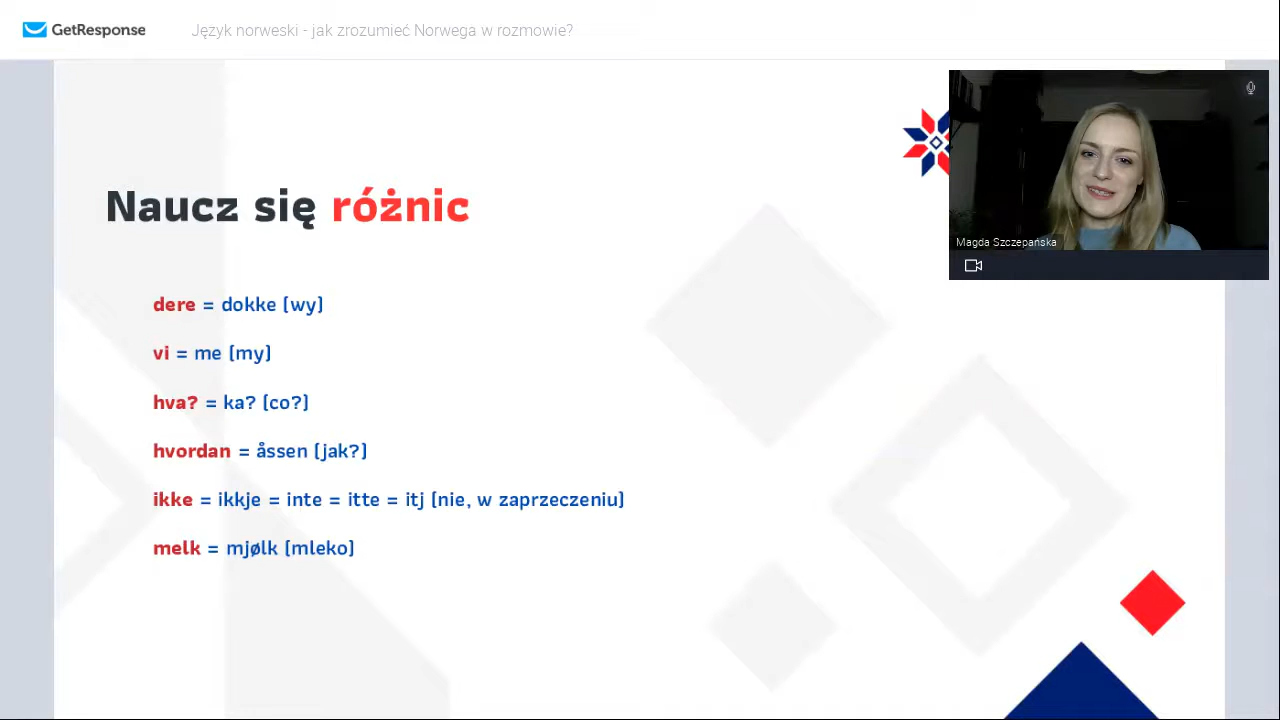 GetResponse
Język norweski - jak zrozumieć Norwega w rozmowie?
Magda Szczepańska
Naucz się różnic
dere = dokke (wy)
vi = me (my)
hva? = ka? (co?)
hvordan = åssen (jak?)
ikke = ikkje = inte = itte = itj (nie, w zaprzeczeniu)
melk = mjølk (mleko)